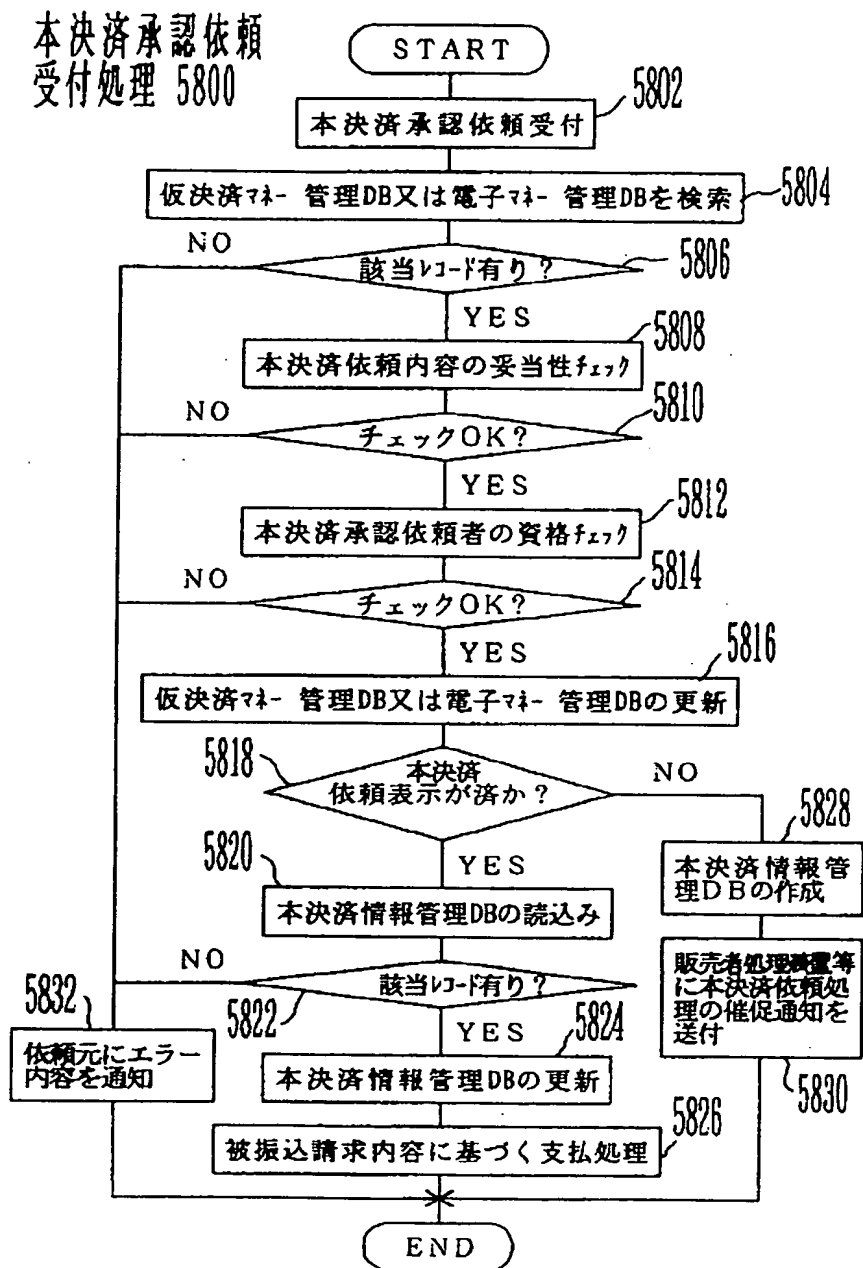 本決済承認依頼
受付処理 5800
START
5802
本決済承認依頼受付
仮決済マネー管理DB又は電子マネー管理DBを検索
5804
NO
該当レコード有り？
5806
YES
5808
本決済依頼内容の妥当性チェック
NO
チェックOK？
5810
YES
5812
本決済承認依頼者の資格チェック
NO
チェックOK？
5814
YES
5816
仮決済マネー管理DB又は電子マネー管理DBの更新
5818
本決済
依頼表示が済か？
NO
5828
YES
5820
本決済情報管
理DBの作成
本決済情報管理DBの読込み
NO
該当レコード有り？
販売者処理装置等
に本決済依頼処
理の催促通知を
送付
5832
5822
YES
5824
5830
依頼元にエラー
内容を通知
本決済情報管理DBの更新
5826
被振込請求内容に基づく支払処理
END